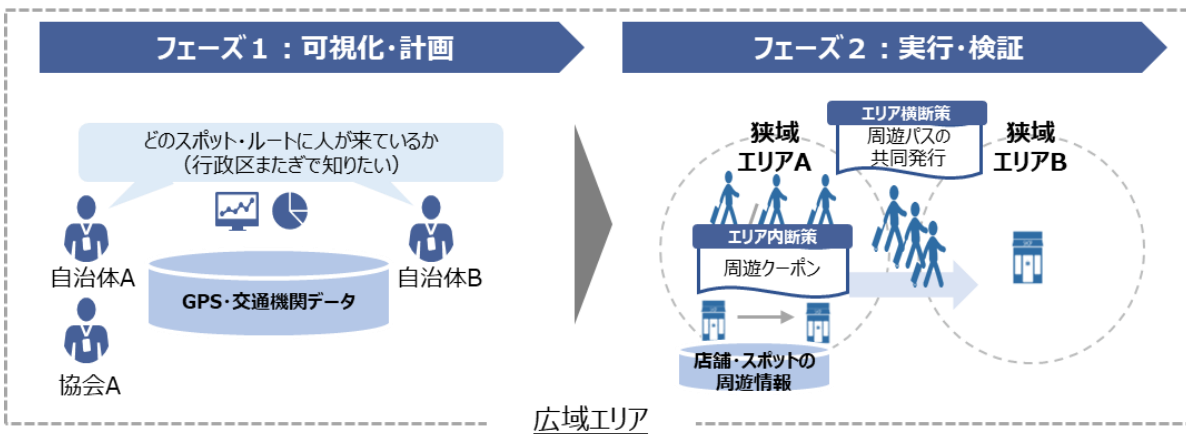 フェーズ１：可視化・計画
どのスポット・ルートに人が来ているか
（行政区またぎで知りたい）
自治体A
自治体B
GPS・交通機関データ
協会A
フェーズ２：実行・検証
狭域
エリアA
エリア横断策
周遊パスの
共同発行
狭域
エリアB
エリア内断策
周遊クーポン
店舗・スポットの
周遊情報
広域エリア